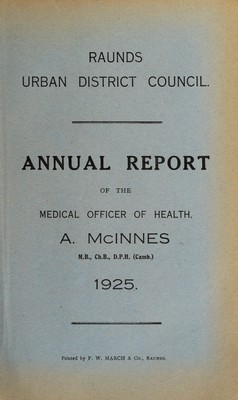 RAUNDS
URBAN DISTRICT COUNCIL.
ANNUAL REPORT
OF THE
MEDICAL OFFICER OF HEALTH.
A. McINNES
M.B., Ch.B., D.P.H. (Camb.)
1925.
Printed by F. W. MARCH & Co., RAUNDS.